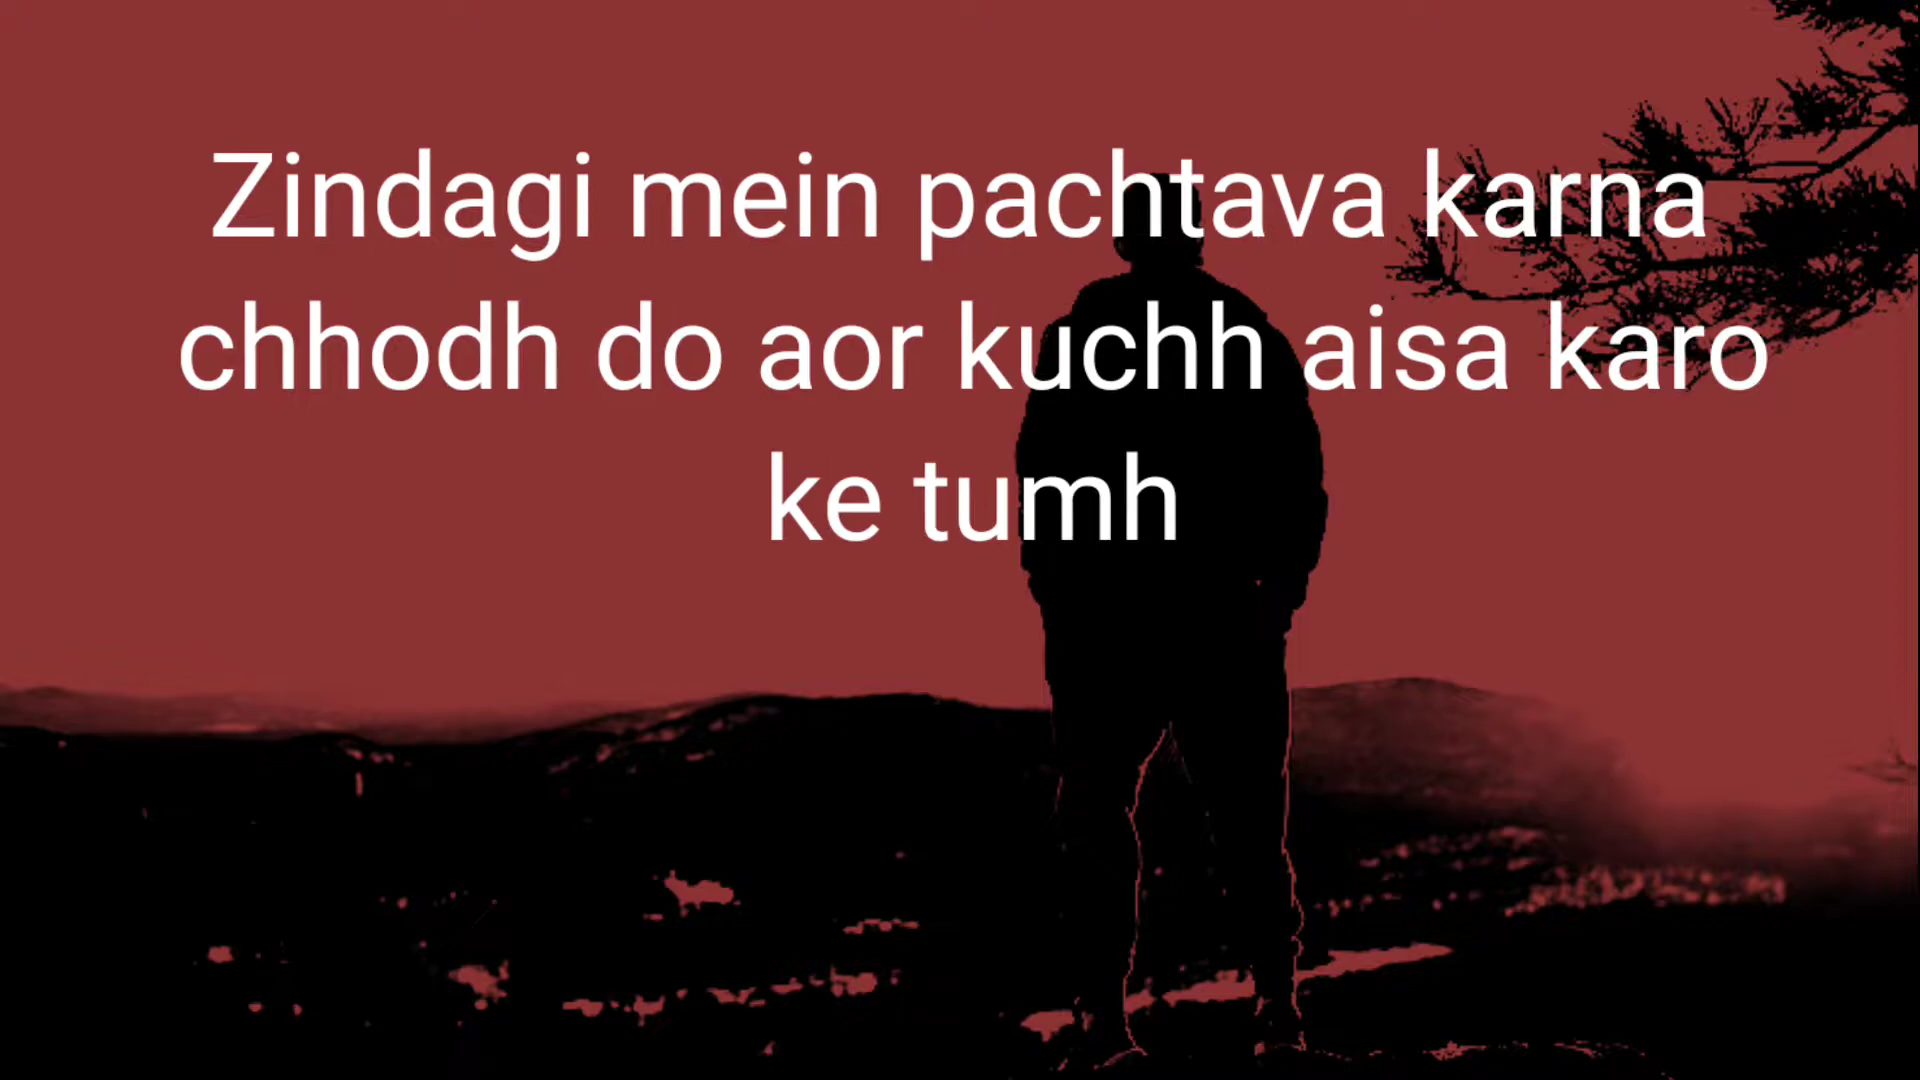 Zindagi mein pachtava karna
chhodh do aor kuchh aisa karo
ke tumh